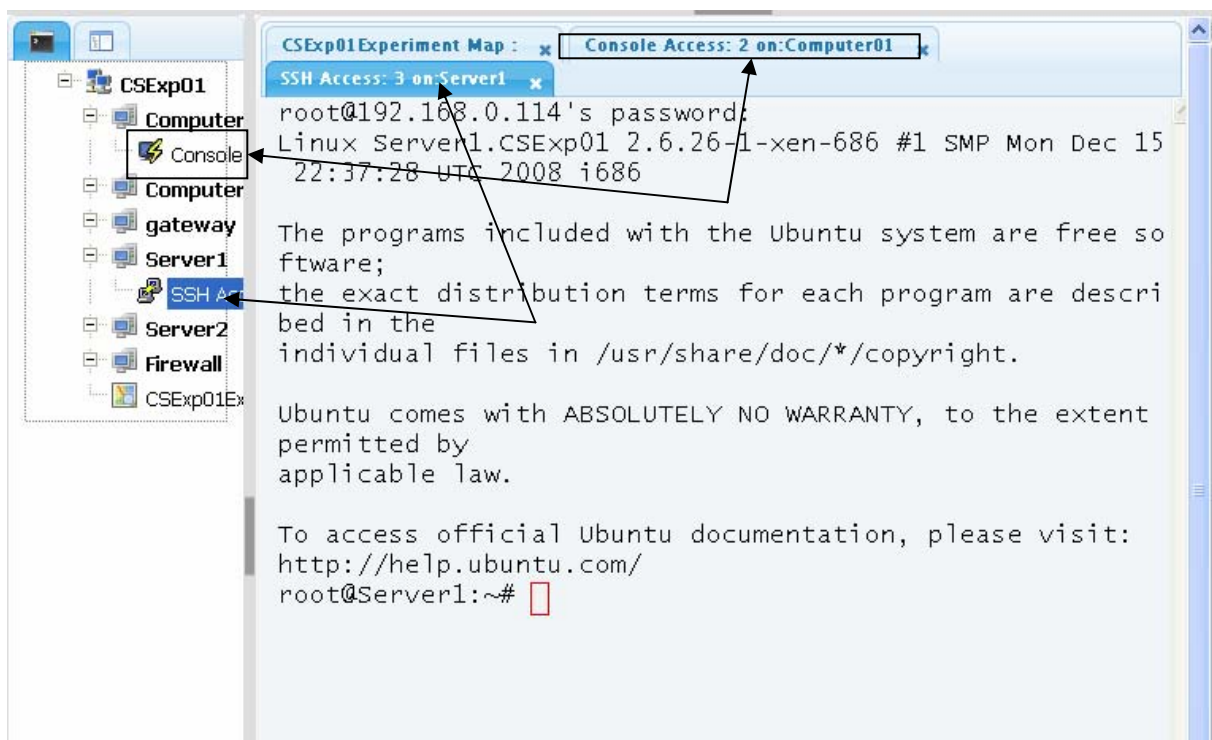 CSExp01
Computer
Console
Computer
gateway
Server1
SSH
Server2
Firewall
CSExp01Ex
CSExp01Experiment Map :
Console Access: 2 on:Computer01
SSH Access: 3 on:Server1
root@192.168.0.114's password:
Linux Server1.CSExp01 2.6.26-1-xen-686 #1 SMP Mon Dec 15
22:37:28 UTC 2008 i686
The programs included with the Ubuntu system are free so
ftware;
the exact distribution terms for each program are descri
bed in the
individual files in /usr/share/doc/*/copyright.
Ubuntu comes with ABSOLUTELY NO WARRANTY, to the extent
permitted by
applicable law.
To access official Ubuntu documentation, please visit:
http://help.ubuntu.com/
root@Server1:~#